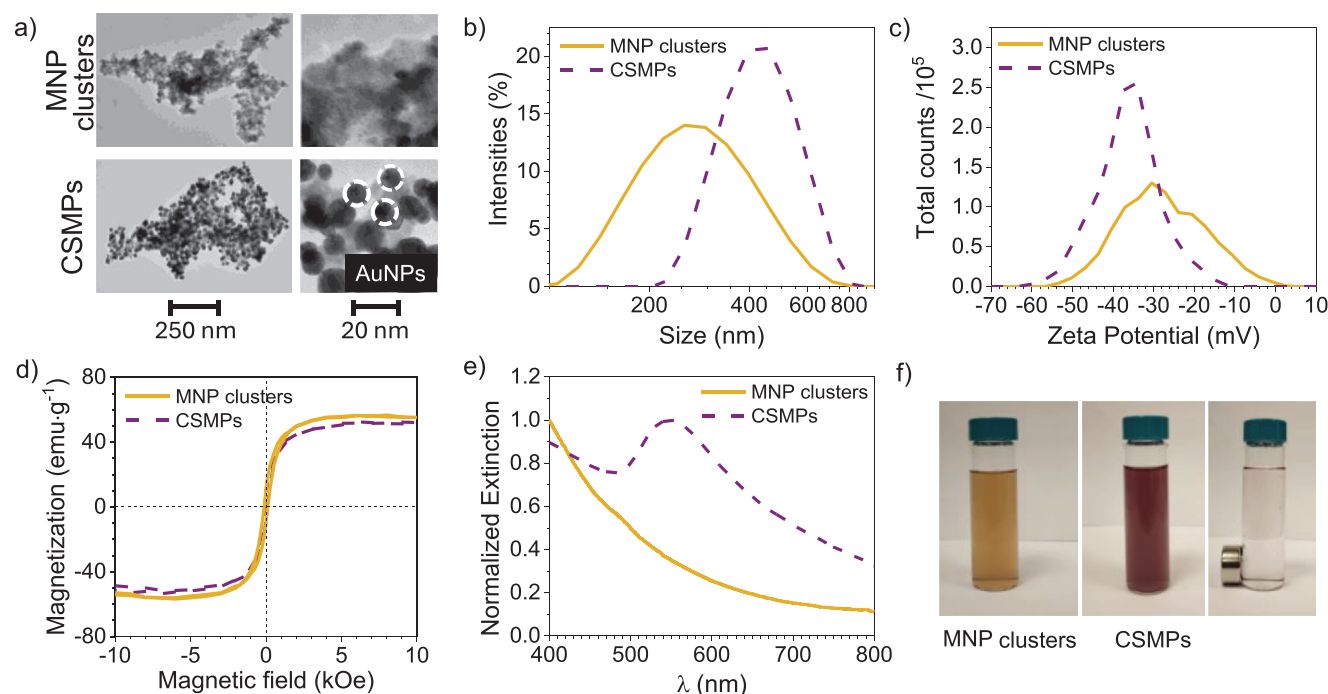 a)
MNP
clusters
CSMPs
AuNPs
250 nm
20 nm
b)
MNP clusters
CSMPs
Intensities (%)
20
15
10
5
0
200
400
600
800
Size (nm)
c)
MNP clusters
CSMPs
Total counts /10⁵
3.0
2.5
2.0
1.5
1.0
0.5
0.0
-70 -60 -50 -40 -30 -20 -10 0 10
Zeta Potential (mV)
d)
MNP clusters
CSMPs
Magnetization (emu·g⁻¹)
80
40
0
-40
-80
-10 -5 0 5 10
Magnetic field (kOe)
e)
MNP clusters
CSMPs
Normalized Extinction
1.2
1.0
0.8
0.6
0.4
0.2
0.0
400 500 600 700 800
λ (nm)
f)
MNP clusters
CSMPs